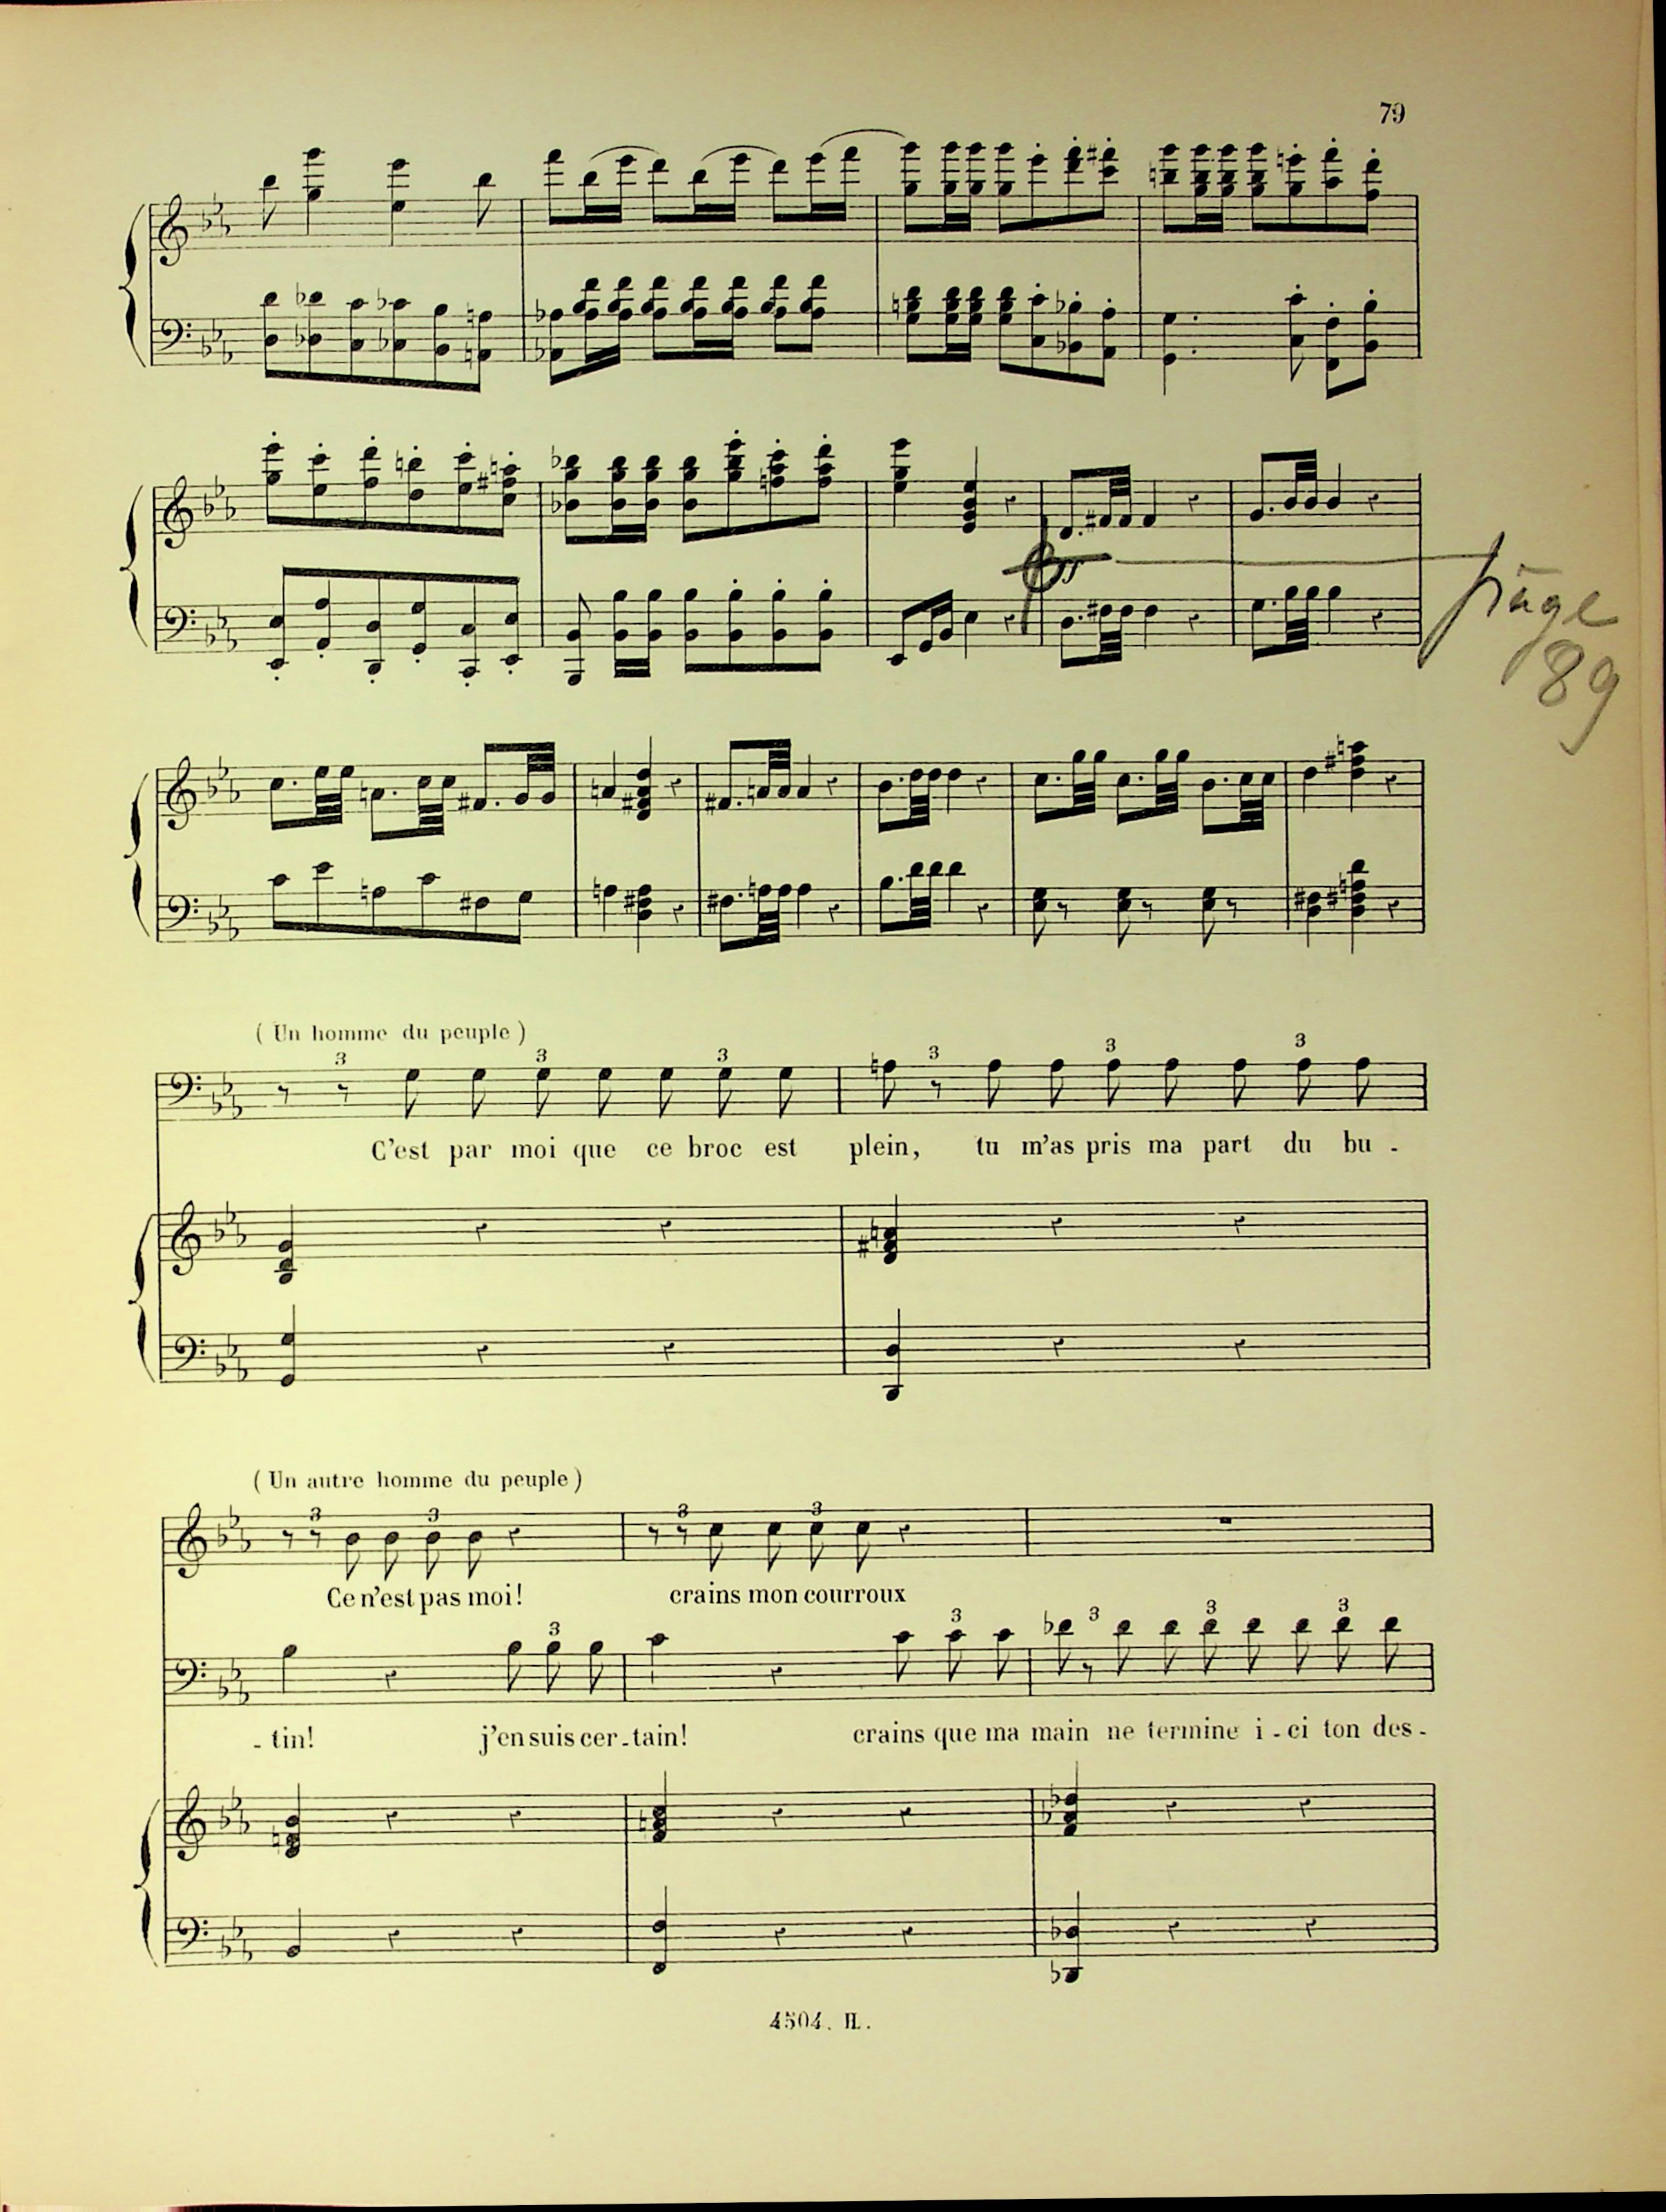 79
page
89
( Un homme du peuple )
3 3 3 3 3 3
C'est par moi que ce broc est plein, tu m'as pris ma part du bu -
( Un autre homme du peuple )
3 3 3 3
Ce n'est pas moi! crains mon courroux
3 3 3 3 3
- tin! j'en suis cer - tain! crains que ma main ne termine i - ci ton des -
4504. H.